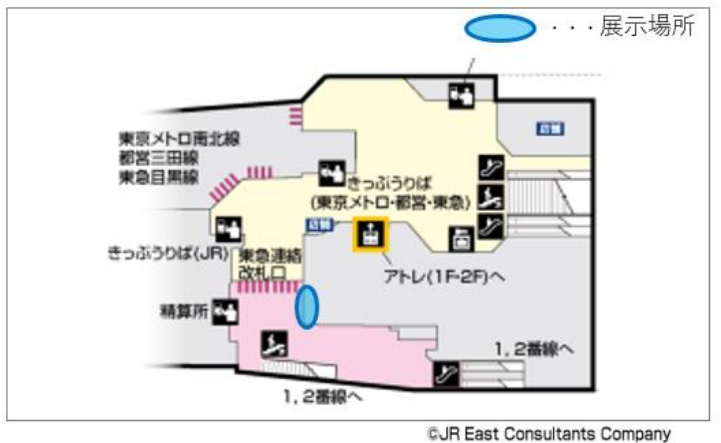 ・・・展示場所
店舗
東京メトロ南北線
都営三田線
東急目黒線
きっぷうりば
(東京メトロ・都営・東急)
店舗
きっぷうりば(JR)
東急連絡
改札口
アトレ(1F・2F)へ
精算所
1, 2番線へ
1, 2番線へ
©JR East Consultants Company